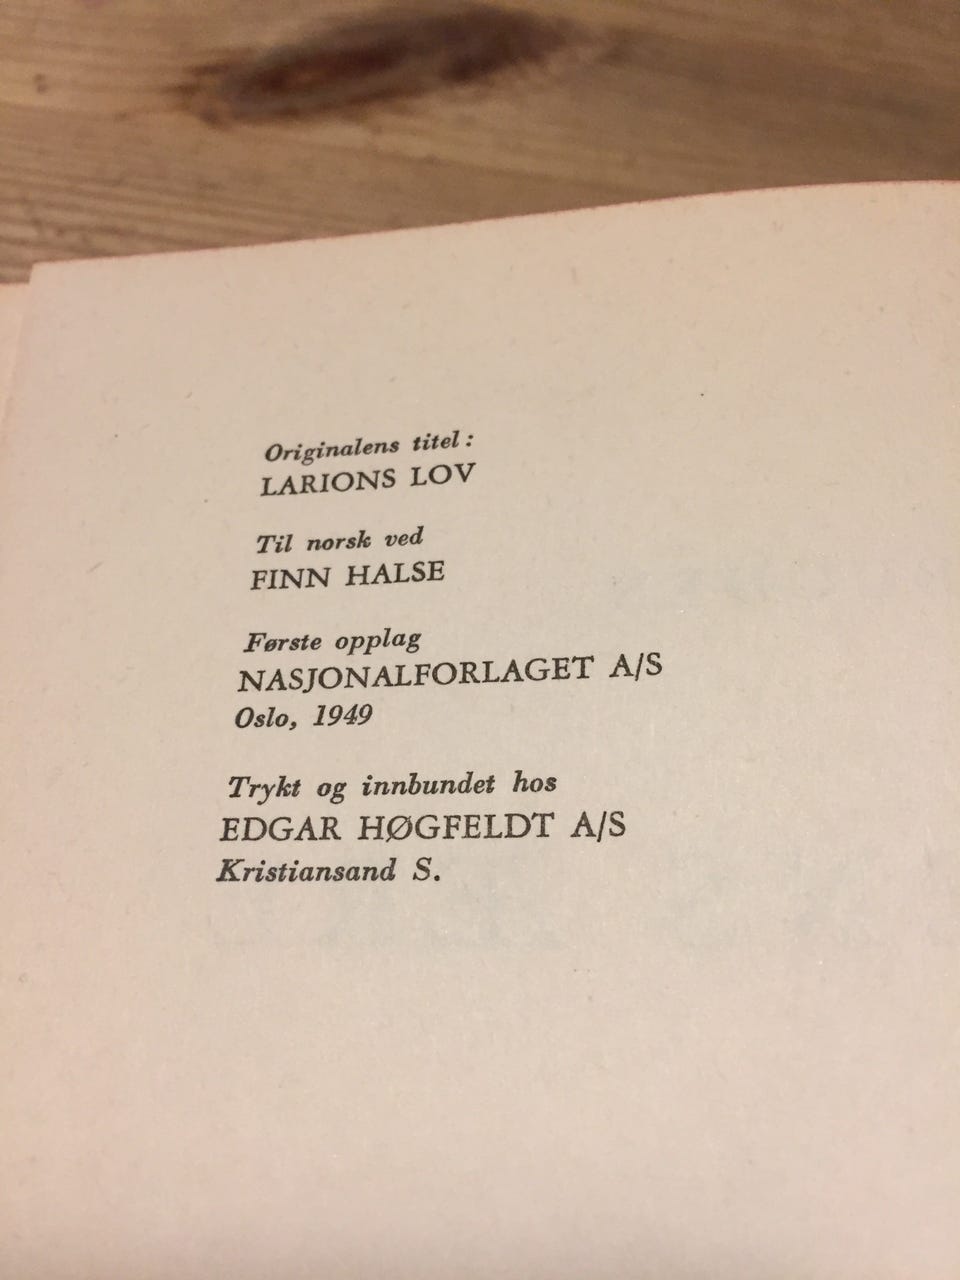 Originalens titel:
LARIONS LOV
Til norsk ved
FINN HALSE
Første opplag
NASJONALFORLAGET A/S
Oslo, 1949
Trykt og innbundet hos
EDGAR HØGFELDT A/S
Kristiansand S.